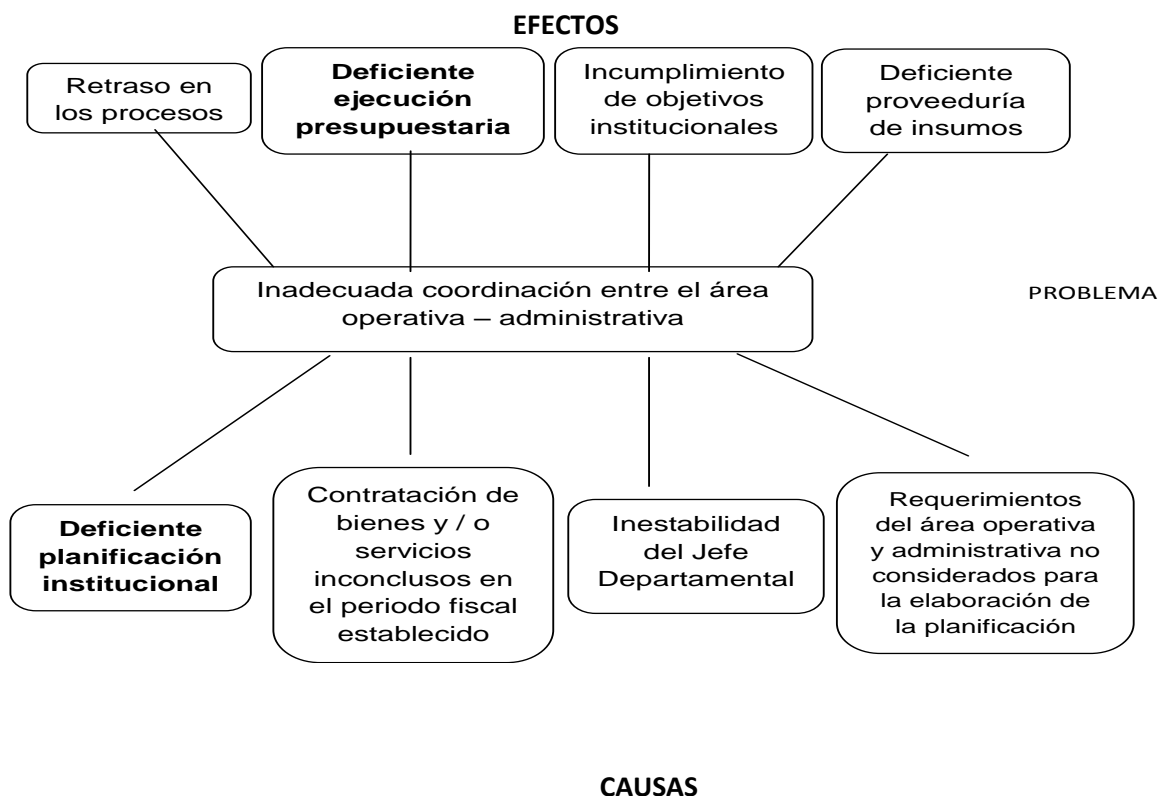 EFECTOS
Retraso en
los procesos
Deficiente
ejecución
presupuestaria
Incumplimiento
de objetivos
institucionales
Deficiente
proveeduría
de insumos
Inadecuada coordinación entre el área
operativa – administrativa
PROBLEMA
Deficiente
planificación
institucional
Contratación de
bienes y / o
servicios
inconclusos en
el periodo fiscal
establecido
Inestabilidad
del Jefe
Departamental
Requerimientos
del área operativa
y administrativa no
considerados para
la elaboración de
la planificación
CAUSAS